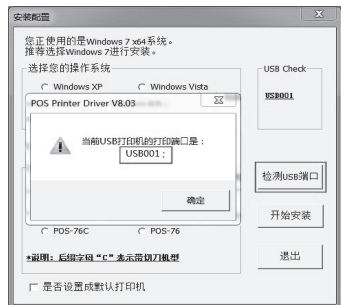 安装配置
您正使用的是Windows 7 x64系统。
推荐选择Windows 7进行安装。
选择您的操作系统
Windows XP
Windows Vista
USB Check
USB001
POS Printer Driver V8.03
当前USB打印机的打印端口是：
USB001；
确定
检测USB端口
开始安装
POS-76C
POS-76
*说明：后缀字母“C”表示带切刀机型
退出
是否设置成默认打印机